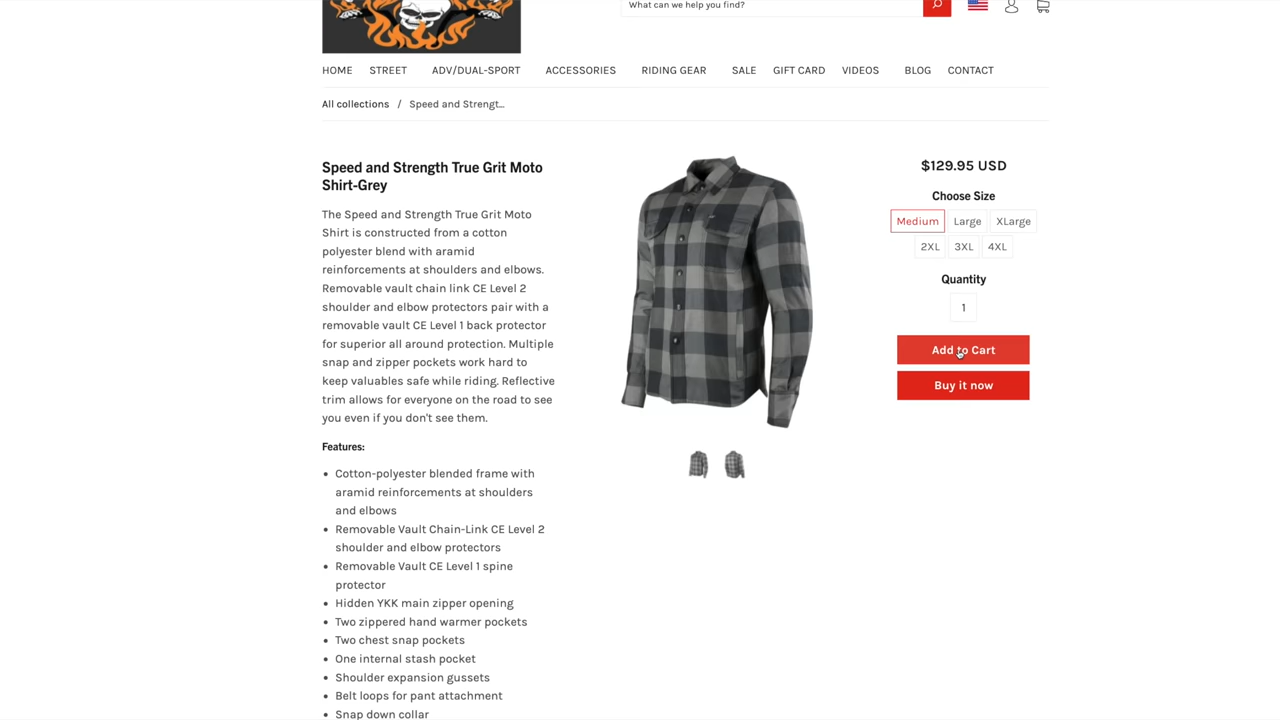 What can we help you find?
HOME STREET ADV/DUAL-SPORT ACCESSORIES RIDING GEAR SALE GIFT CARD VIDEOS BLOG CONTACT
All collections / Speed and Strengt...
Speed and Strength True Grit Moto
Shirt-Grey
The Speed and Strength True Grit Moto
Shirt is constructed from a cotton
polyester blend with aramid
reinforcements at shoulders and elbows.
Removable vault chain link CE Level 2
shoulder and elbow protectors pair with a
removable vault CE Level 1 back protector
for superior all around protection. Multiple
snap and zipper pockets work hard to
keep valuables safe while riding. Reflective
trim allows for everyone on the road to see
you even if you don't see them.
Features:
• Cotton-polyester blended frame with
aramid reinforcements at shoulders
and elbows
• Removable Vault Chain-Link CE Level 2
shoulder and elbow protectors
• Removable Vault CE Level 1 spine
protector
• Hidden YKK main zipper opening
• Two zippered hand warmer pockets
• Two chest snap pockets
• One internal stash pocket
• Shoulder expansion gussets
• Belt loops for pant attachment
• Snap down collar
$129.95 USD
Choose Size
Medium Large XLarge
2XL 3XL 4XL
Quantity
1
Add to Cart
Buy it now